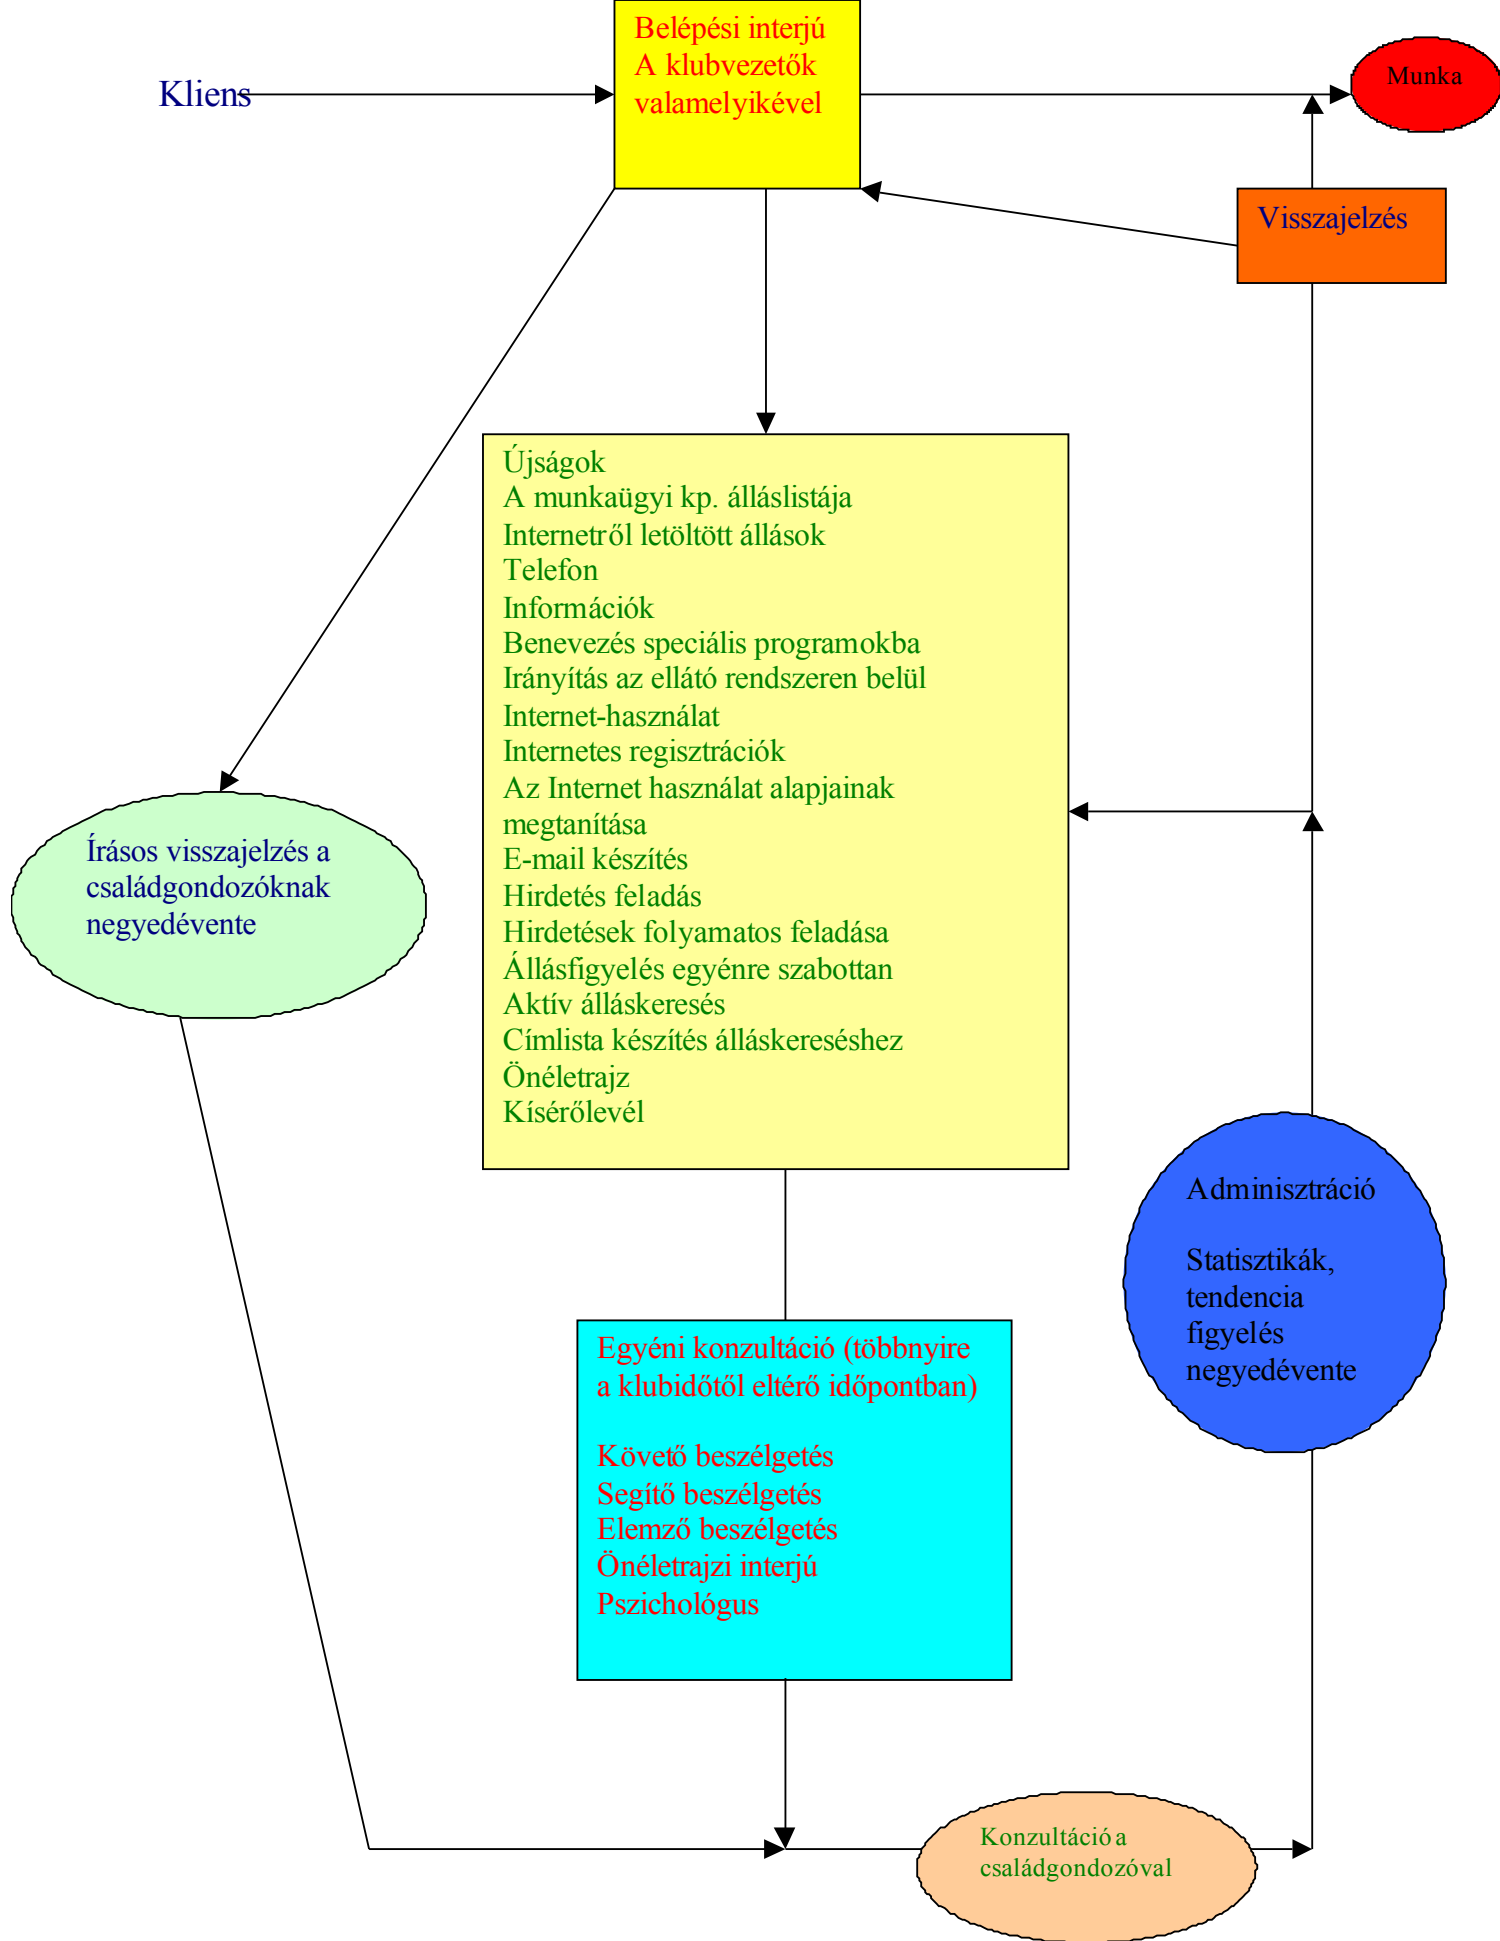 Belépési interjú
A klubvezetők
valamelyikével
Kliens
Munka
Visszajelzés
Újságok
A munkaügyi kp. álláslistája
Internetről letöltött állások
Telefon
Információk
Benevezés speciális programokba
Irányítás az ellátó rendszeren belül
Internet-használat
Internetes regisztrációk
Az Internet használat alapjainak
megtanítása
E-mail készítés
Hirdetés feladás
Hirdetések folyamatos feladása
Állásfigyelés egyénre szabottan
Aktív álláskeresés
Címlista készítés álláskereséshez
Önéletrajz
Kísérőlevél
Írásos visszajelzés a
családgondozóknak
negyedévente
Adminisztráció
Statisztikák,
tendencia
figyelés
negyedévente
Egyéni konzultáció (többnyire
a klubidőtől eltérő időpontban)
Követő beszélgetés
Segítő beszélgetés
Elemző beszélgetés
Önéletrajzi interjú
Pszichológus
Konzultáció a
családgondozóval